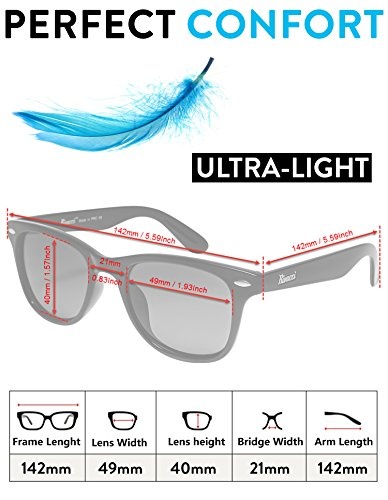 PERFECT CONFORT
ULTRA-LIGHT
142mm / 5.59Inch
142mm / 5.59Inch
40mm / 1.57Inch
21mm
0.83Inch
49mm / 1.93Inch
Frame Lenght
Lens Width
Lens height
Bridge Width
Arm Length
142mm
49mm
40mm
21mm
142mm